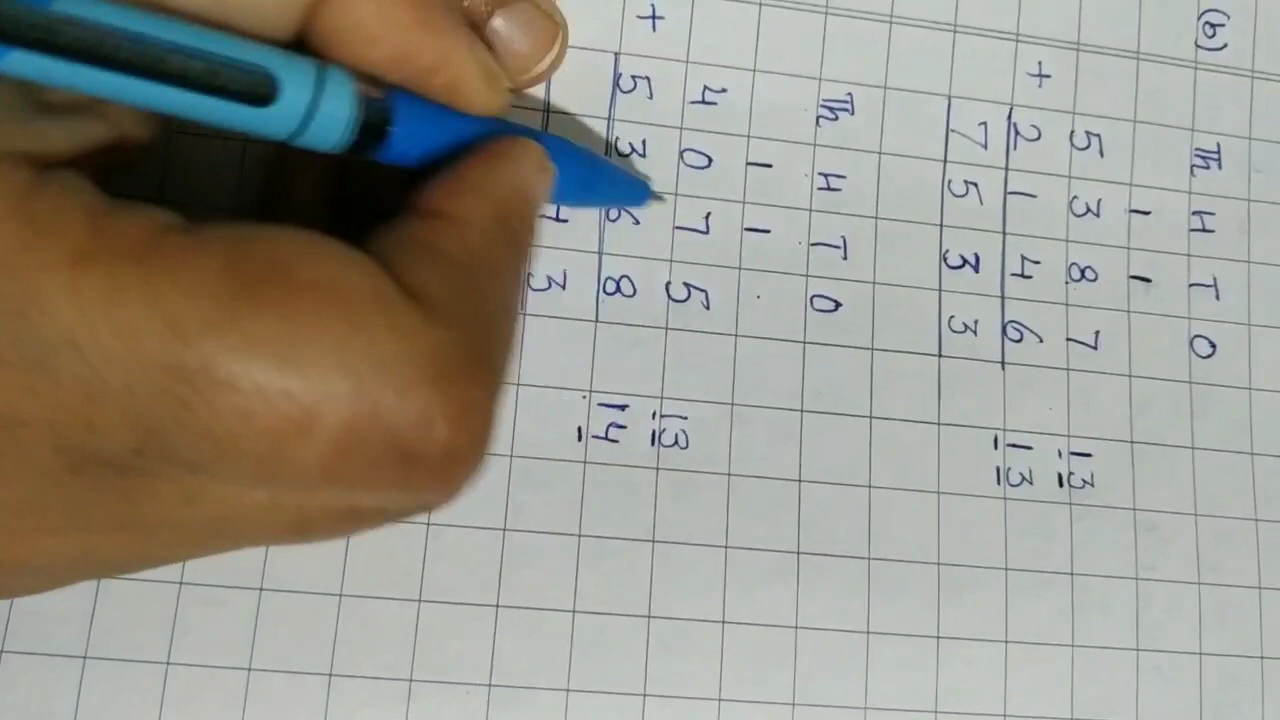 (b)
Th H T O
1 1
5 3 8 7 13
+ 2 1 4 6 13
7 5 3 3
Th H T O
1 1
4 0 7 5 13
+ 5 3 6 8 14
4 3